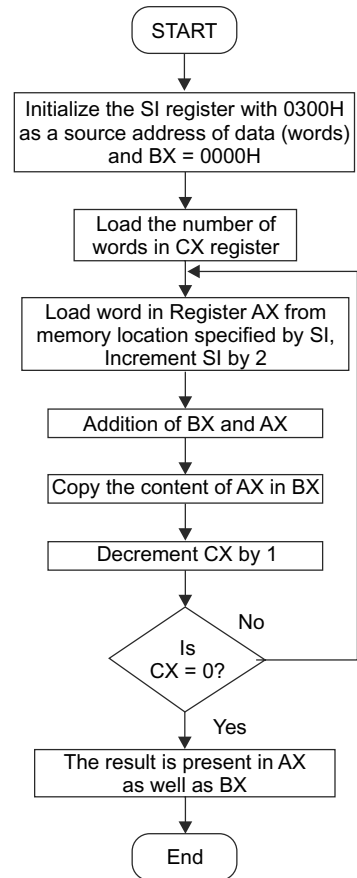 START
Initialize the SI register with 0300H
as a source address of data (words)
and BX = 0000H
Load the number of
words in CX register
Load word in Register AX from
memory location specified by SI,
Increment SI by 2
Addition of BX and AX
Copy the content of AX in BX
Decrement CX by 1
Is
CX = 0?
No
Yes
The result is present in AX
as well as BX
End